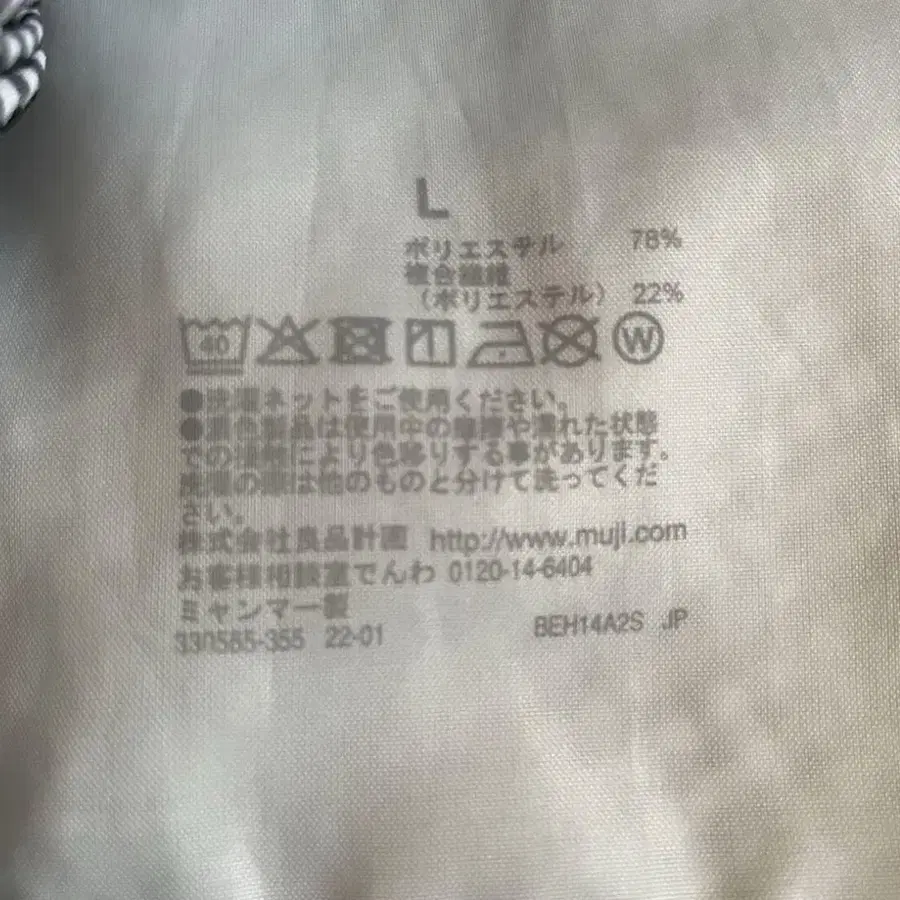 L
ポリエステル 78%
複合繊維
（ポリエステル） 22%
40 W
●洗濯ネットをご使用ください。
●濃色製品は使用中の摩擦や濡れた状態
での摩擦により色移りする事があります。
洗濯の際は他のものと分けて洗ってくだ
さい。
株式会社良品計画 http://www.muji.com
お客様相談室でんわ 0120-14-6404
ミャンマー製
330585-355 22-01 BEH14A2S JP